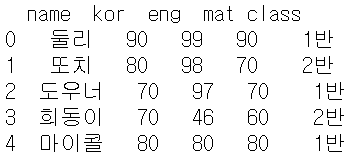 name kor eng mat class
0 둘리 90 99 90 1반
1 또치 80 98 70 2반
2 도우너 70 97 70 1반
3 희동이 70 46 60 2반
4 마이콜 80 80 80 1반